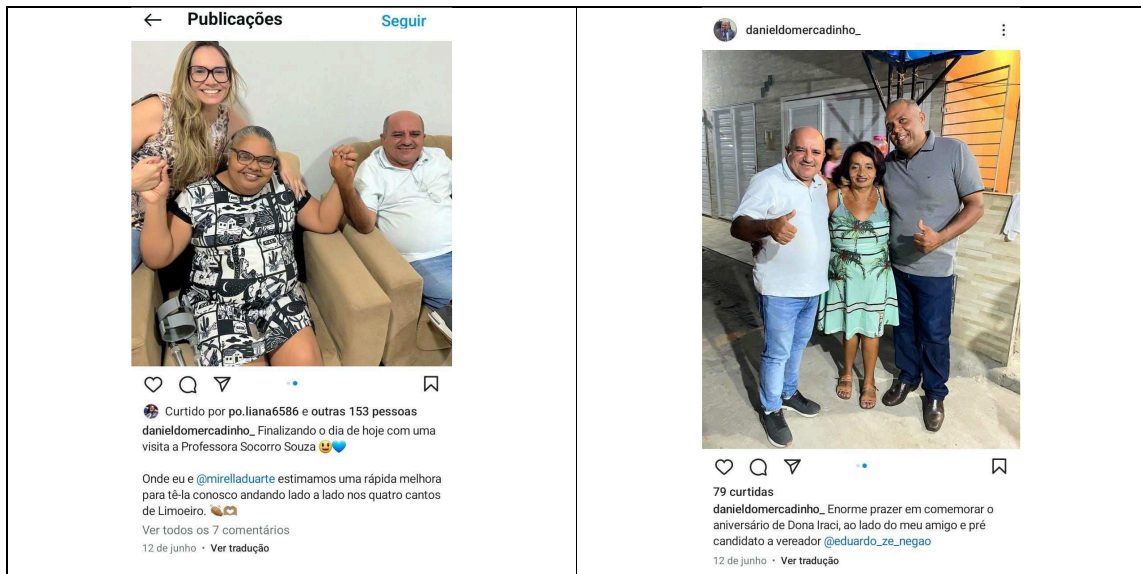 Publicações
Seguir
Curtido por po.liana6586 e outras 153 pessoas
danieldomercadinho_ Finalizando o dia de hoje com uma
visita a Professora Socorro Souza 😃💙
Onde eu e @mirelladuarte estimamos uma rápida melhora
para tê-la conosco andando lado a lado nos quatro cantos
de Limoeiro. 👏🏽🫶🏽
Ver todos os 7 comentários
12 de junho • Ver tradução
danieldomercadinho_
79 curtidas
danieldomercadinho_ Enorme prazer em comemorar o
aniversário de Dona Iraci, ao lado do meu amigo e pré
candidato a vereador @eduardo_ze_negao
12 de junho • Ver tradução